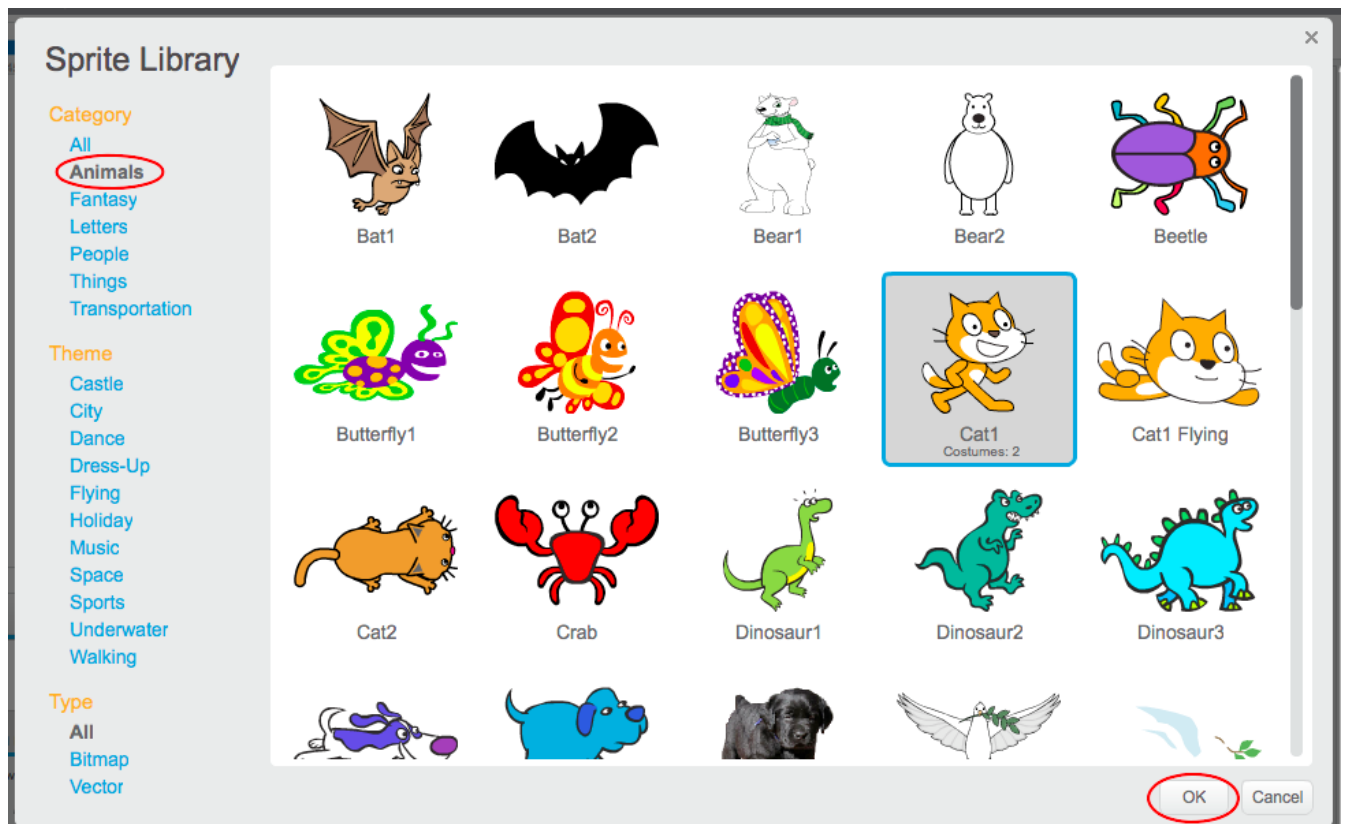 Sprite Library
Category
All
Animals
Fantasy
Letters
People
Things
Transportation
Theme
Castle
City
Dance
Dress-Up
Flying
Holiday
Music
Space
Sports
Underwater
Walking
Type
All
Bitmap
Vector
Bat1 Bat2 Bear1 Bear2 Beetle
Butterfly1 Butterfly2 Butterfly3 Cat1 Cat1 Flying
Costumes: 2
Cat2 Crab Dinosaur1 Dinosaur2 Dinosaur3
OK Cancel